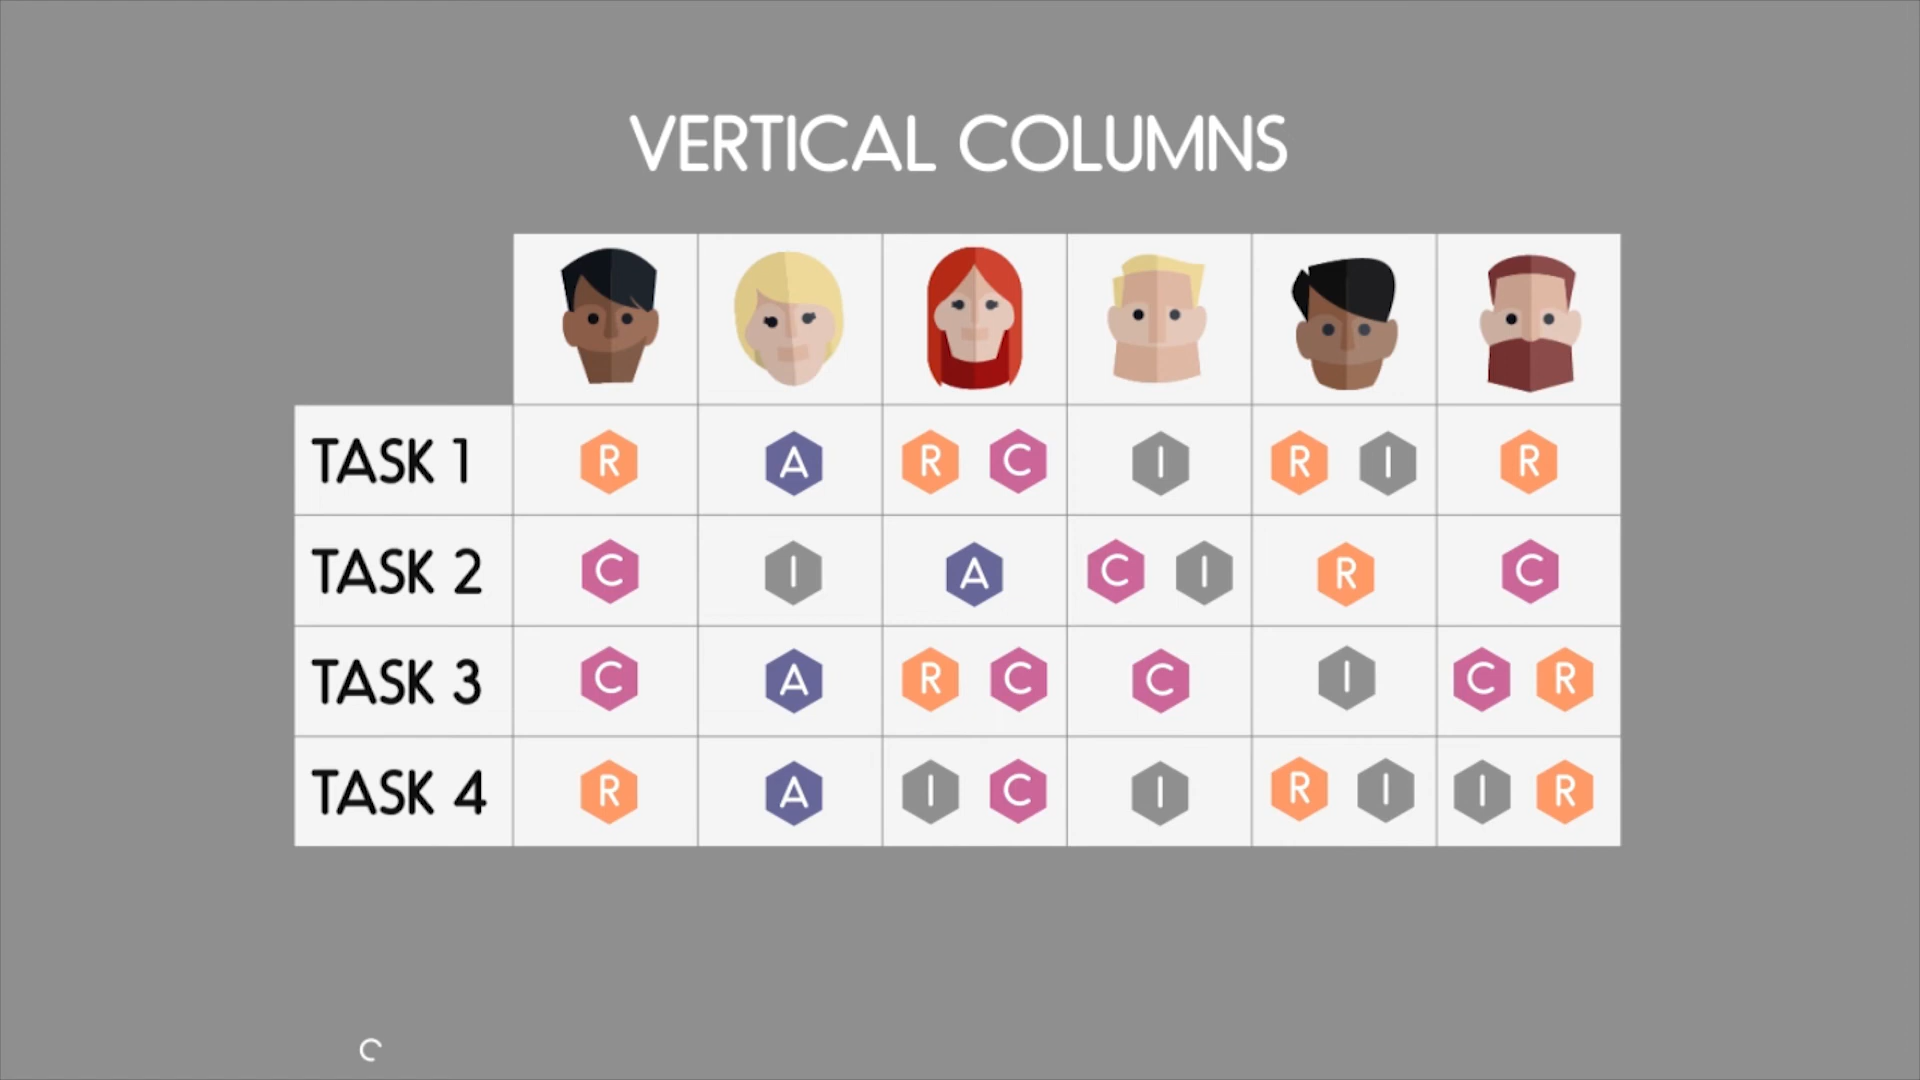 VERTICAL COLUMNS
TASK 1 R A R C I R I R
TASK 2 C I A C I R C
TASK 3 C A R C C I C R
TASK 4 R A I C I R I I R
C